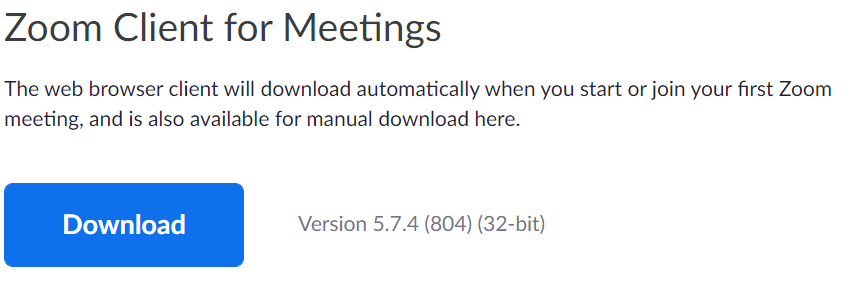 Zoom Client for Meetings
The web browser client will download automatically when you start or join your first Zoom
meeting, and is also available for manual download here.
Download
Version 5.7.4 (804) (32-bit)